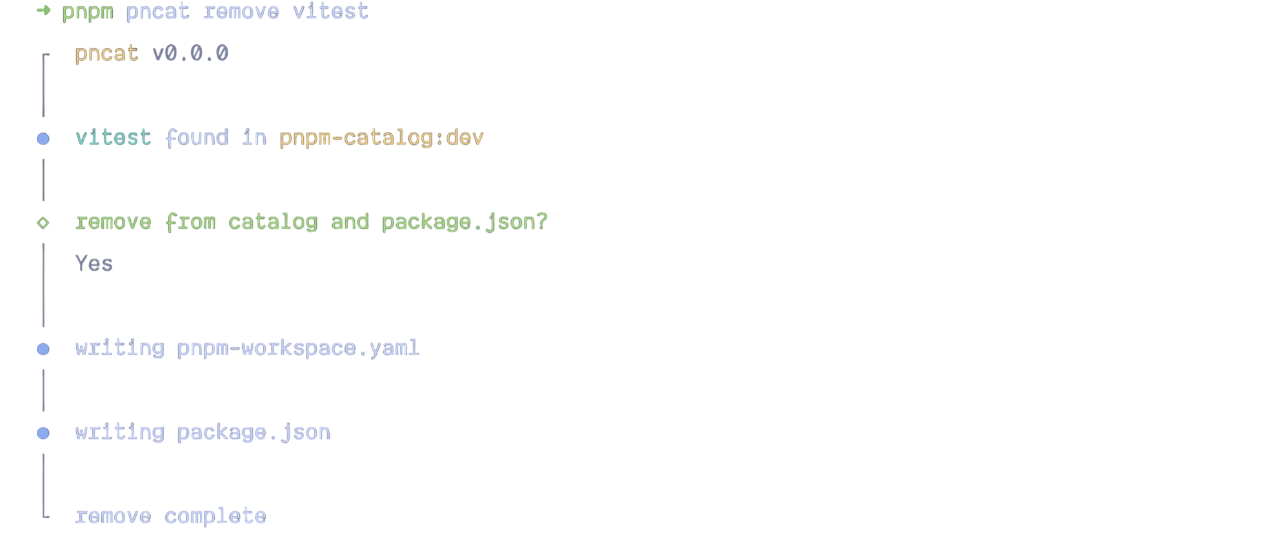 ➜ pnpm pncat remove vitest
pncat v0.0.0
vitest found in pnpm-catalog:dev
remove from catalog and package.json?
Yes
writing pnpm-workspace.yaml
writing package.json
remove complete